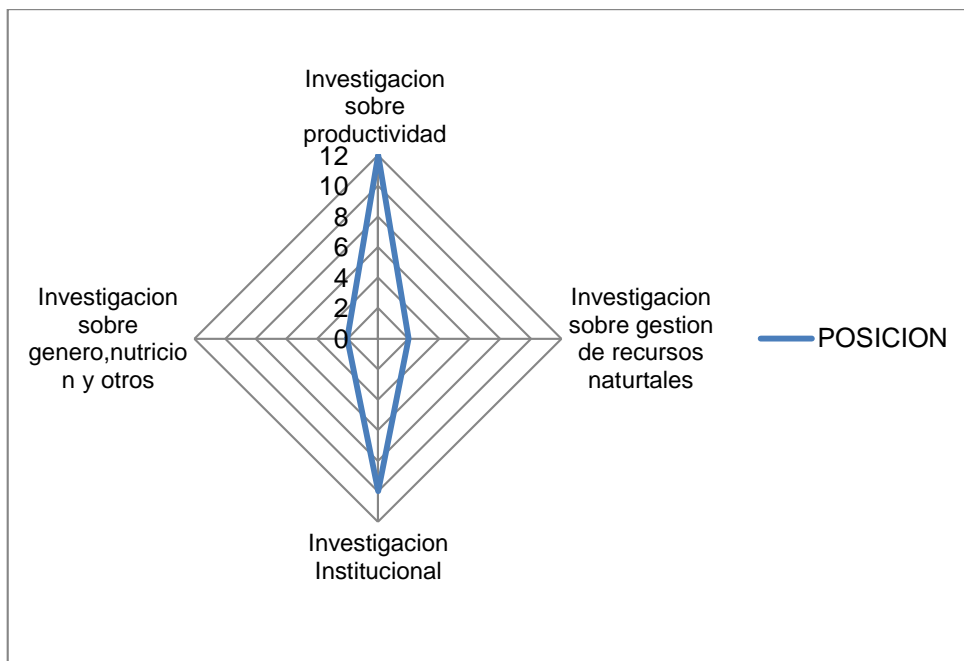 Investigacion
sobre
productividad
12
10
8
6
4
2
0
Investigacion
sobre
genero,nutricio
n y otros
Investigacion
sobre gestion
de recursos
naturtales
POSICION
Investigacion
Institucional